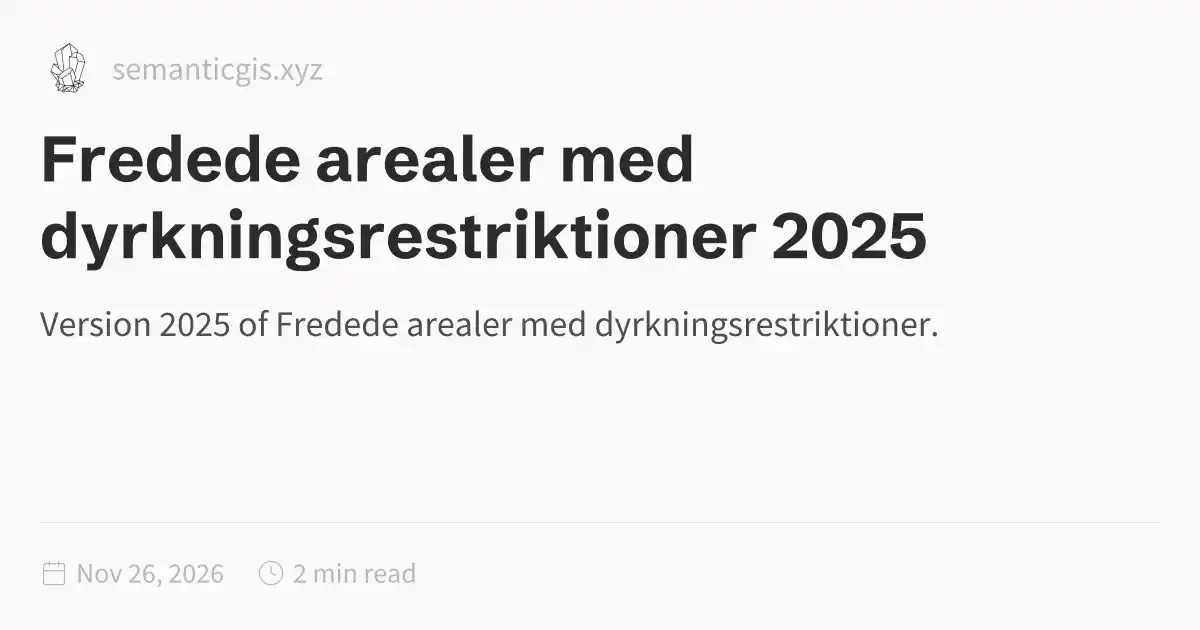 semanticgis.xyz
Fredede arealer med
dyrkningsrestriktioner 2025
Version 2025 of Fredede arealer med dyrkningsrestriktioner.
Nov 26, 2026 2 min read